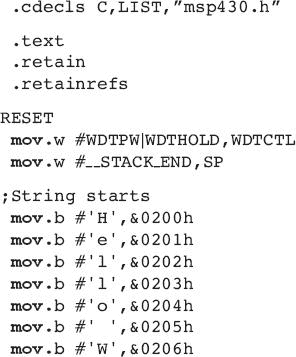 .cdecls C,LIST,”msp430.h”
.text
.retain
.retainrefs
RESET
mov.w #WDTPW|WDTHOLD,WDTCTL
mov.w #__STACK_END,SP
;String starts
mov.b #'H',&0200h
mov.b #'e',&0201h
mov.b #'l',&0202h
mov.b #'l',&0203h
mov.b #'o',&0204h
mov.b #' ',&0205h
mov.b #'W',&0206h